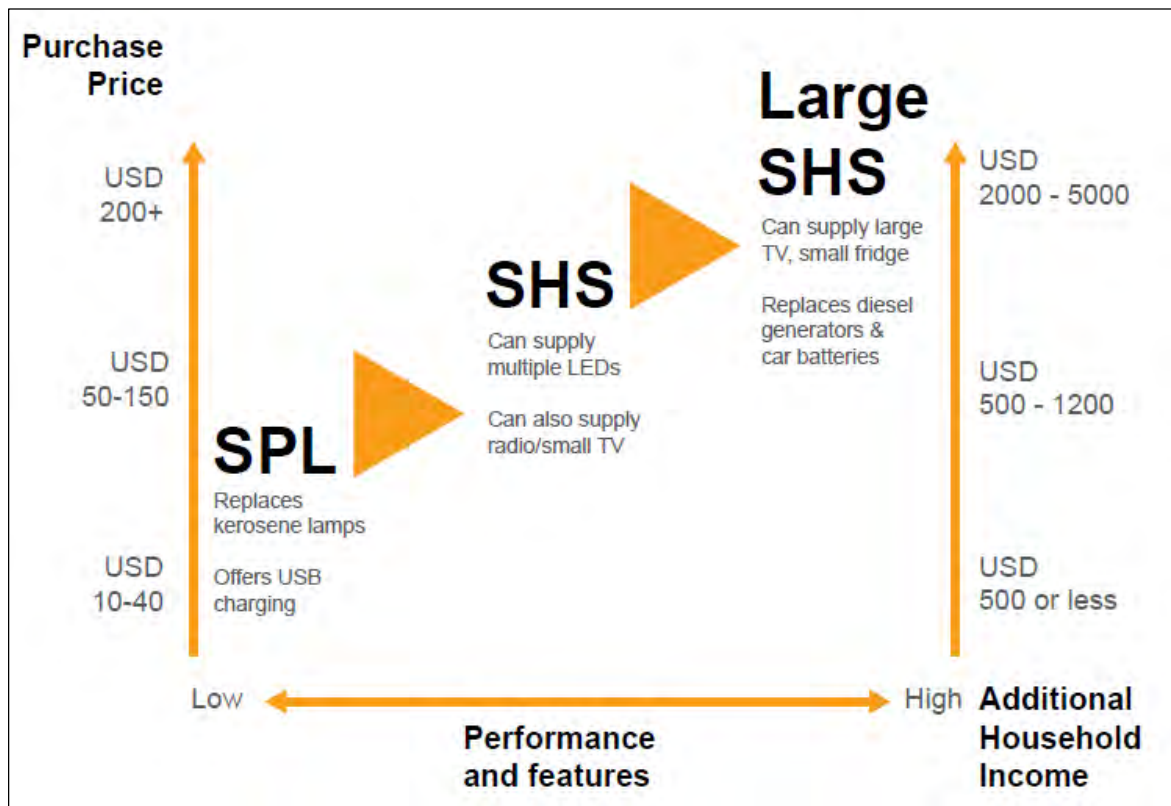 Purchase
Price
USD
200+
USD
50-150
USD
10-40
SPL
Replaces
kerosene lamps
Offers USB
charging
SHS
Can supply
multiple LEDs
Can also supply
radio/small TV
Large
SHS
Can supply large
TV, small fridge
Replaces diesel
generators &
car batteries
USD
2000 - 5000
USD
500 - 1200
USD
500 or less
Low
High
Performance
and features
Additional
Household
Income